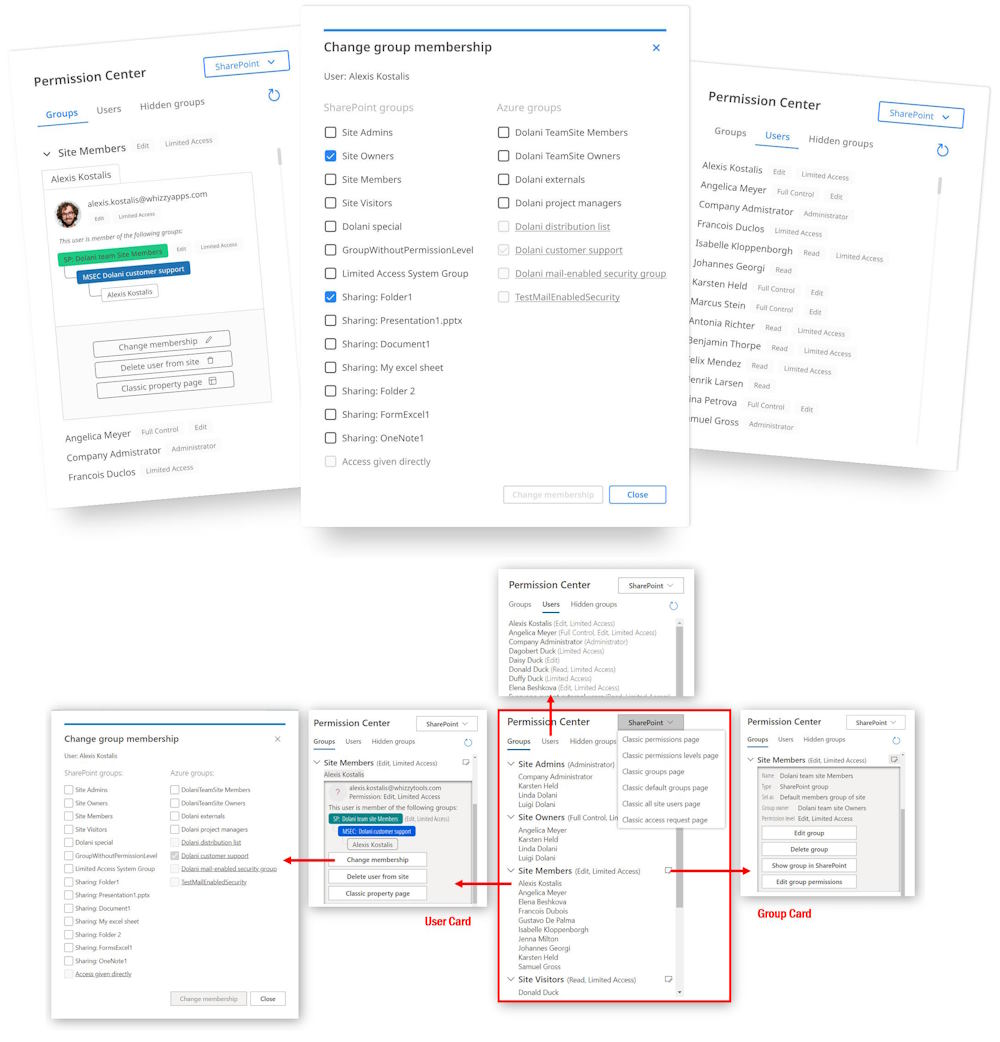 Permission Center
SharePoint
Groups
Users
Hidden groups
Site Members Edit Limited Access
Alexis Kostalis
alexis.kostalis@whizzyapps.com
Edit Limited Access
This user is member of the following groups:
SP: Dolani team Site Members Edit Limited Access
MSEC Dolani customer support
Alexis Kostalis
Change membership
Delete user from site
Classic property page
Angelica Meyer Full Control Edit
Company Admistrator Administrator
Francois Duclos Limited Access
Change group membership
User: Alexis Kostalis
SharePoint groups
Site Admins
Site Owners
Site Members
Site Visitors
Dolani special
GroupWithoutPermissionLevel
Limited Access System Group
Sharing: Folder1
Sharing: Presentation1.pptx
Sharing: Document1
Sharing: My excel sheet
Sharing: Folder 2
Sharing: FormExcel1
Sharing: OneNote1
Access given directly
Azure groups
Dolani TeamSite Members
Dolani TeamSite Owners
Dolani externals
Dolani project managers
Dolani distribution list
Dolani customer support
Dolani mail-enabled security group
TestMailEnabledSecurity
Change membership
Close
Permission Center
SharePoint
Groups
Users
Hidden groups
Alexis Kostalis Edit Limited Access
Angelica Meyer Full Control Edit
Company Admistrator Administrator
Francois Duclos Limited Access
Isabelle Kloppenborgh Read Limited Access
Johannes Georgi Read
Karsten Held Full Control Edit
Marcus Stein Full Control Edit
Antonia Richter Read Limited Access
Benjamin Thorpe Read Limited Access
elix Mendez Read Limited Access
enrik Larsen Read
ina Petrova Full Control Edit
muel Gross Administrator
Permission Center
SharePoint
Groups
Users
Hidden groups
Alexis Kostalis (Edit, Limited Access)
Angelica Meyer (Full Control, Edit, Limited Access)
Company Administrator (Administrator)
Dagobert Duck (Limited Access)
Daisy Duck (Edit)
Donald Duck (Read, Limited Access)
Duffy Duck (Limited Access)
Elena Beshkova (Edit, Limited Access)
Change group membership
User: Alexis Kostalis
SharePoint groups:
Site Admins
Site Owners
Site Members
Site Visitors
Dolani special
GroupWithoutPermissionLevel
Limited Access System Group
Sharing: Folder1
Sharing: Presentation1.pptx
Sharing: Document1
Sharing: My excel sheet
Sharing: Folder 2
Sharing: FormsExcel1
Sharing: OneNote1
Access given directly
Azure groups:
DolaniTeamSite Members
DolaniTeamSite Owners
Dolani externals
Dolani project managers
Dolani distribution list
Dolani customer support
Dolani mail-enabled security group
TestMailEnabledSecurity
Change membership
Close
Permission Center
SharePoint
Groups
Users
Hidden groups
Site Members (Edit, Limited Access)
Alexis Kostalis
?
alexis.kostalis@whizzytools.com
Permission: Edit, Limited Access
This user is member of the following groups:
SP: Dolani team site Members (Edit, Limited Access)
MSEC: Dolani customer support
Alexis Kostalis
Change membership
Delete user from site
Classic property page
User Card
Permission Center
SharePoint
Groups
Users
Hidden groups
Classic permissions page
Classic permissions levels page
Classic groups page
Classic default groups page
Classic all site users page
Classic access request page
Site Admins (Administrator)
Company Administrator
Karsten Held
Linda Dolani
Luigi Dolani
Site Owners
Angelica Meyer
Karsten Held
Linda Dolani
Luigi Dolani
Site Members (Edit, Limited Access)
Alexis Kostalis
Angelica Meyer
Elena Beshkova
Francois Dubois
Gustavo De Palma
Isabelle Kloppenborgh
Jenna Milton
Johannes Georgi
Karsten Held
Samuel Gross
Site Visitors (Read, Limited Access)
Donald Duck
Permission Center
SharePoint
Groups
Users
Hidden groups
Site Members (Edit, Limited Access)
Name Dolani team site Members
Type SharePoint group
Set as Default members group of site
Group owner Dolani team site Owners
Permission level Edit, Limited Access
Edit group
Delete group
Show group in SharePoint
Edit group permissions
Group Card